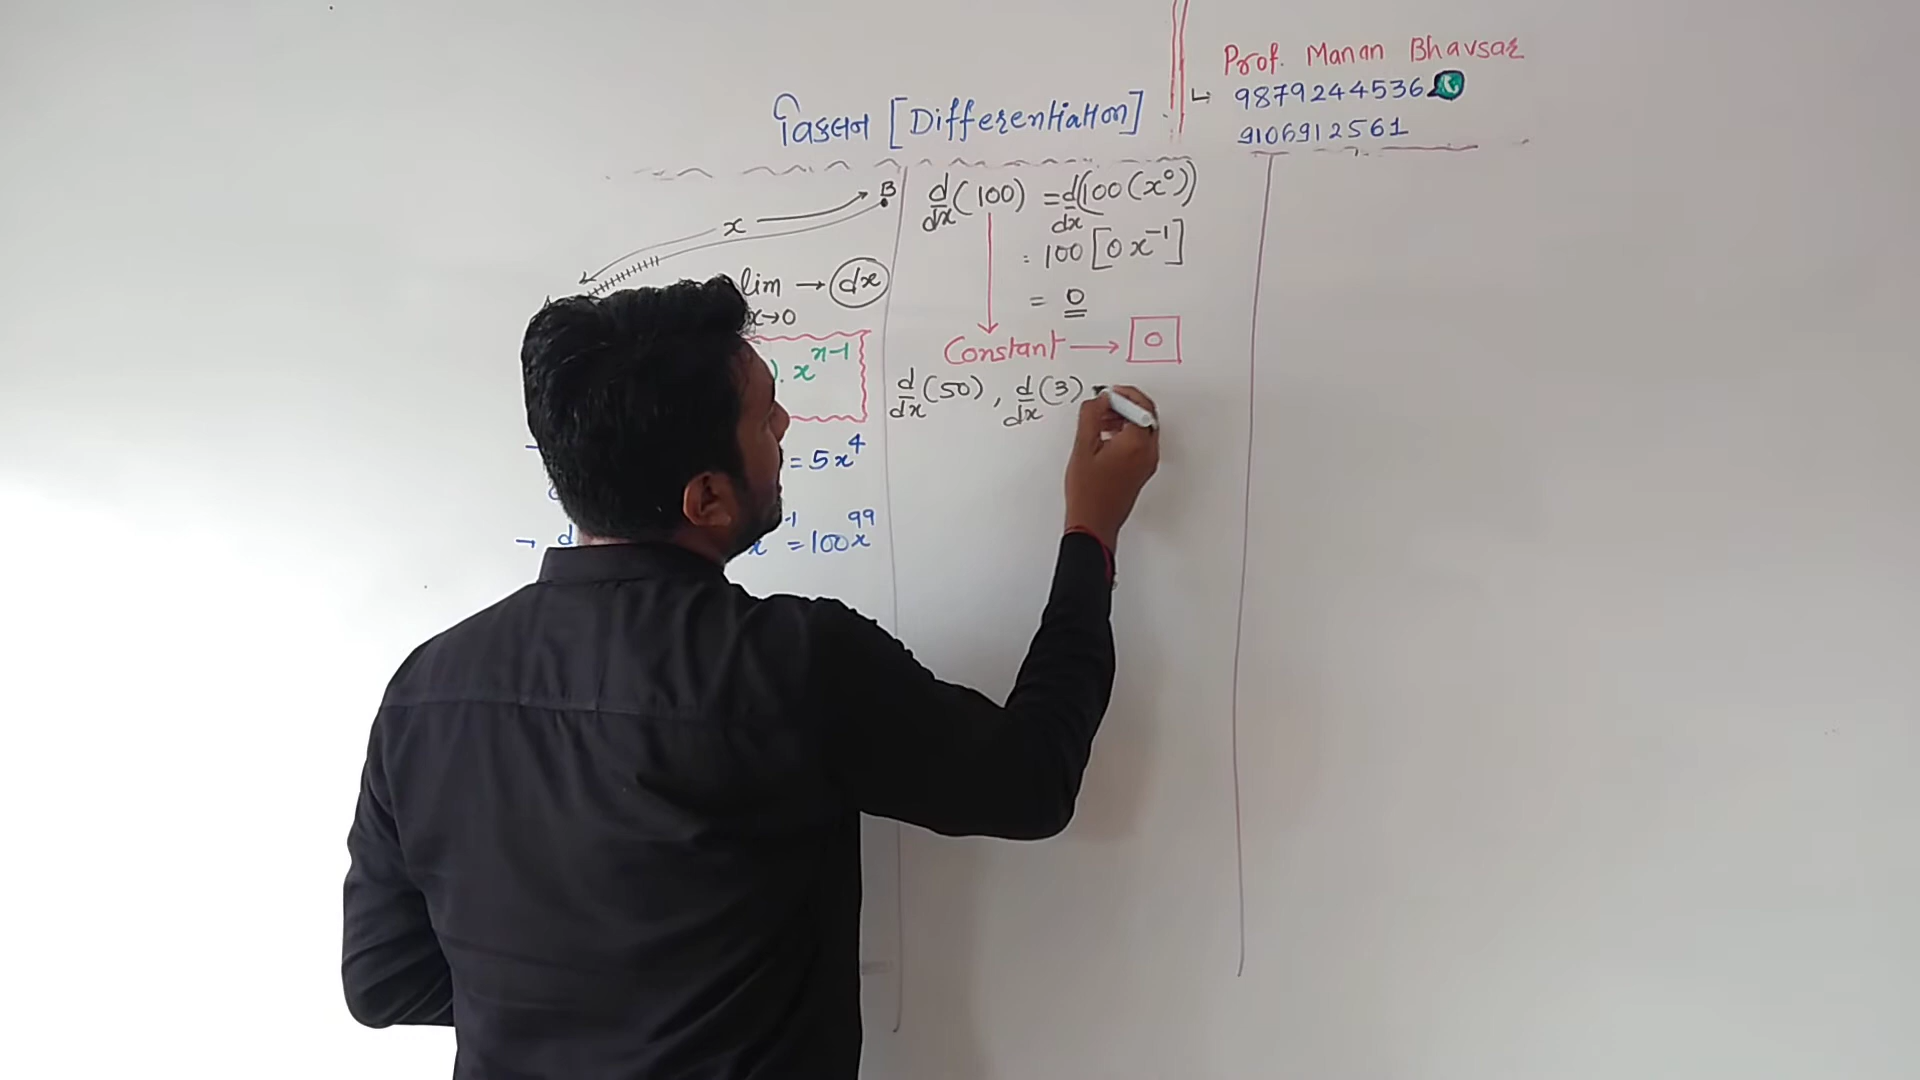 Prof. Manan Bhavsar
↳ 9879244536
9106912561
વિકલન [Differentiation]
B
x
lim → dx
x→0
). x^(n-1)
= 5x^4
→ d
x^(-1) = 100x^99
d/dx (100) = d/dx (100 (x^0))
: 100 [0 x^(-1)]
= 0
Constant → 0
d/dx (50), d/dx (3)